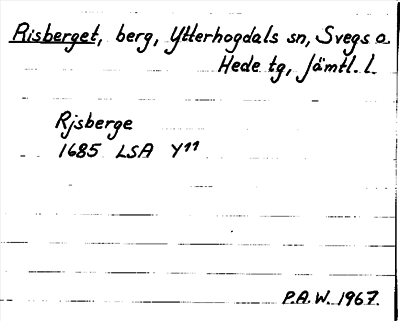 Risberget, berg, Ytterhogdals sn, Svegs o.
Hede tg, Jämtl. l.
Rjsberge
1685 LSA Y11
P.A.W. 1967.